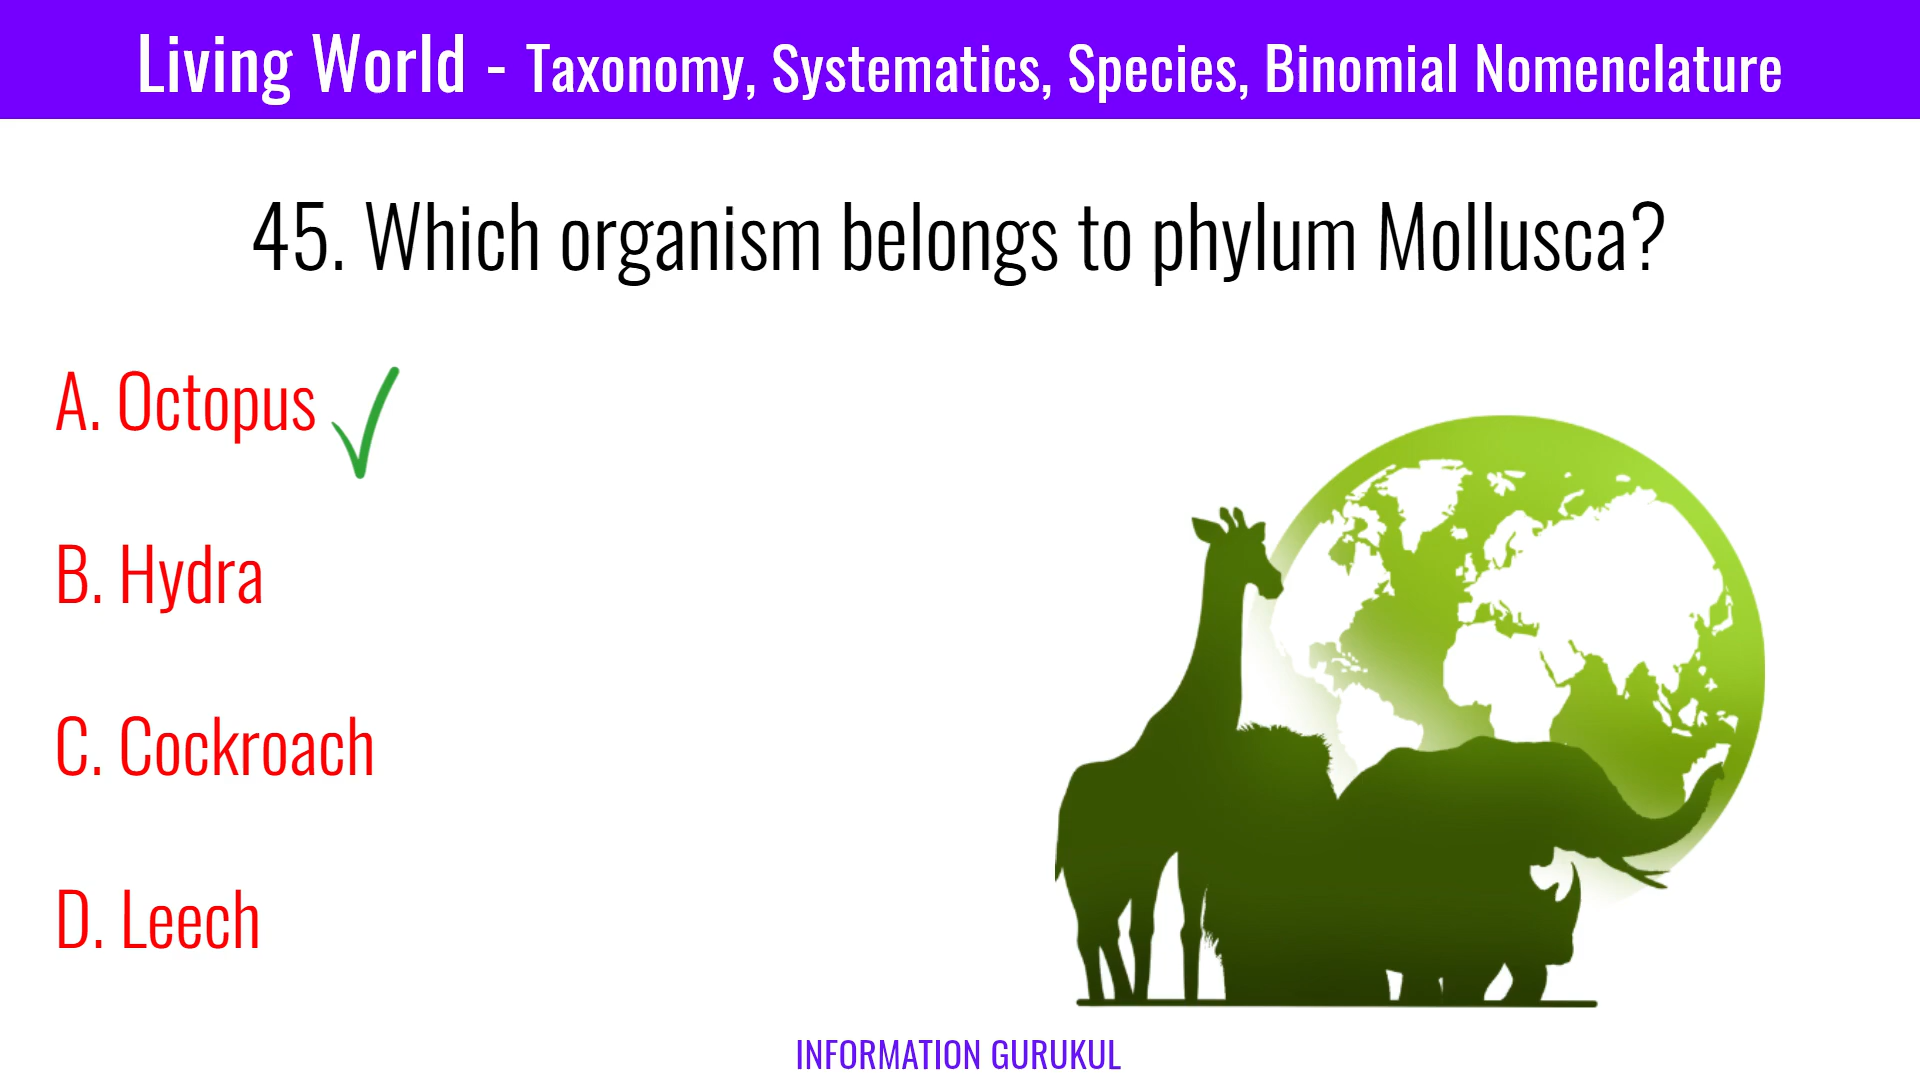 Living World - Taxonomy, Systematics, Species, Binomial Nomenclature
45. Which organism belongs to phylum Mollusca?
A. Octopus
B. Hydra
C. Cockroach
D. Leech
INFORMATION GURUKUL